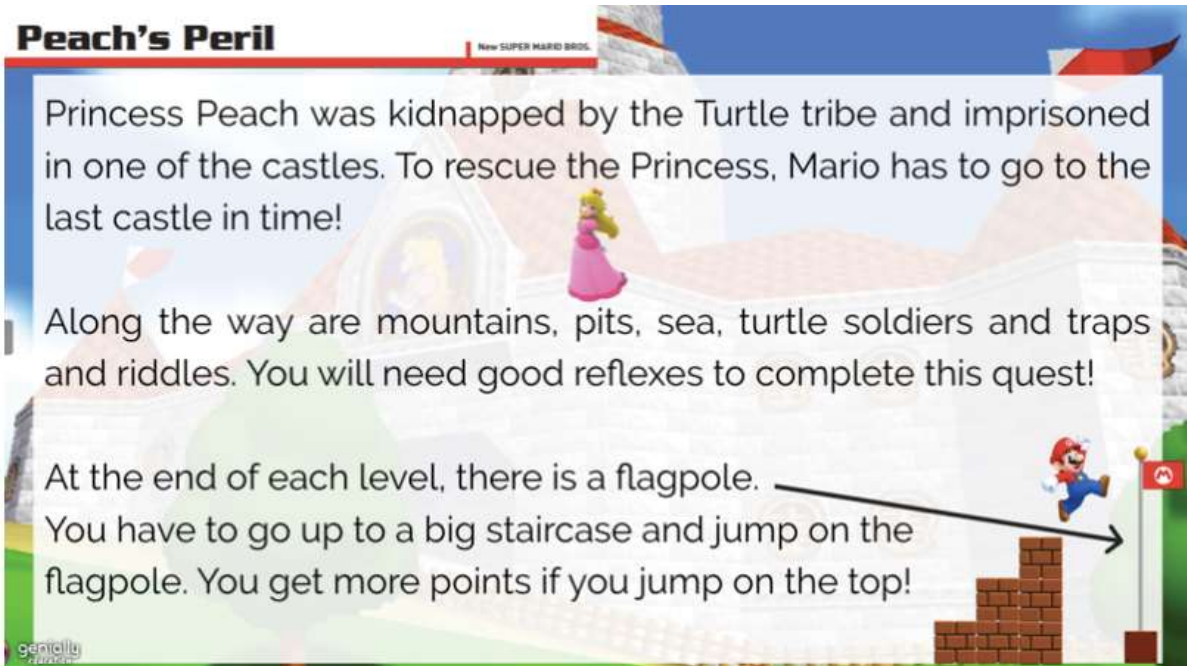 Peach's Peril
New SUPER MARIO BROS.
Princess Peach was kidnapped by the Turtle tribe and imprisoned
in one of the castles. To rescue the Princess, Mario has to go to the
last castle in time!
Along the way are mountains, pits, sea, turtle soldiers and traps
and riddles. You will need good reflexes to complete this quest!
At the end of each level, there is a flagpole.
You have to go up to a big staircase and jump on the
flagpole. You get more points if you jump on the top!
M
genially